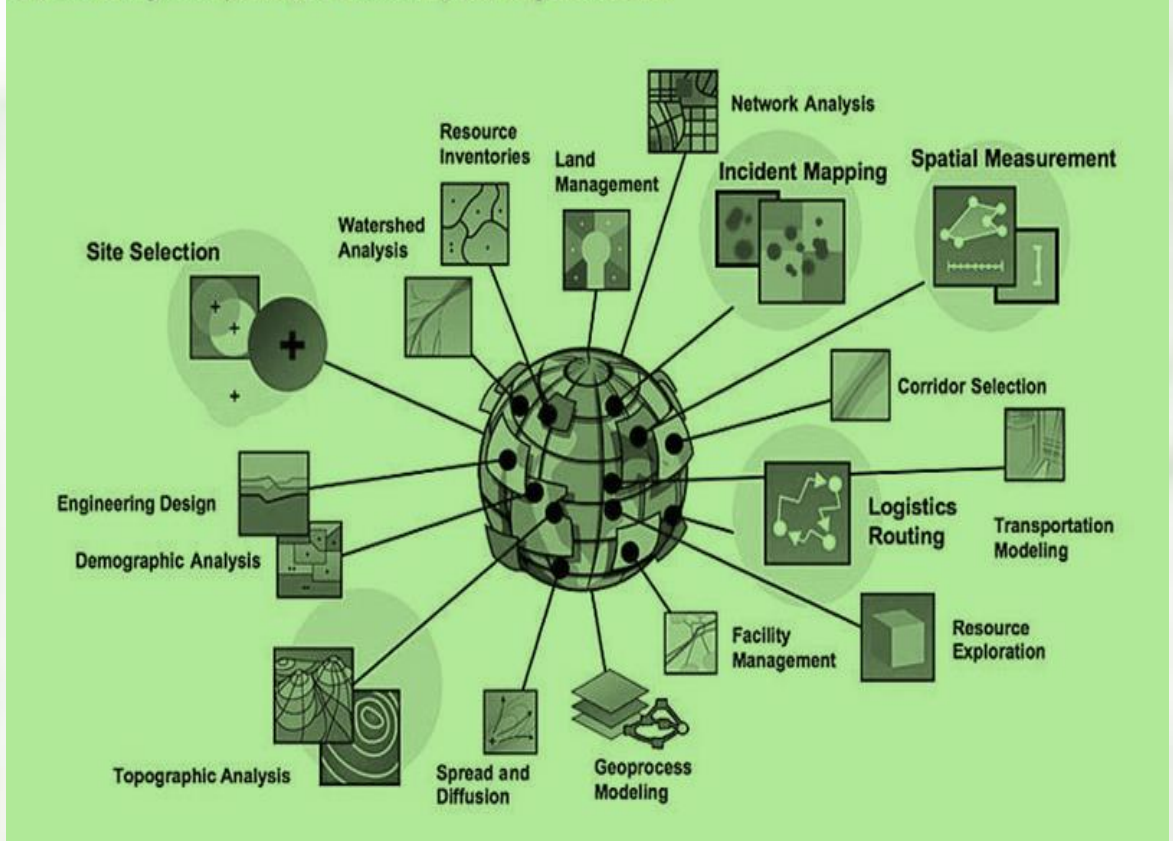 Network Analysis
Resource
Inventories
Land
Management
Incident Mapping
Spatial Measurement
Watershed
Analysis
Site Selection
Corridor Selection
Engineering Design
Logistics
Routing
Transportation
Modeling
Demographic Analysis
Facility
Management
Resource
Exploration
Topographic Analysis
Spread and
Diffusion
Geoprocess
Modeling